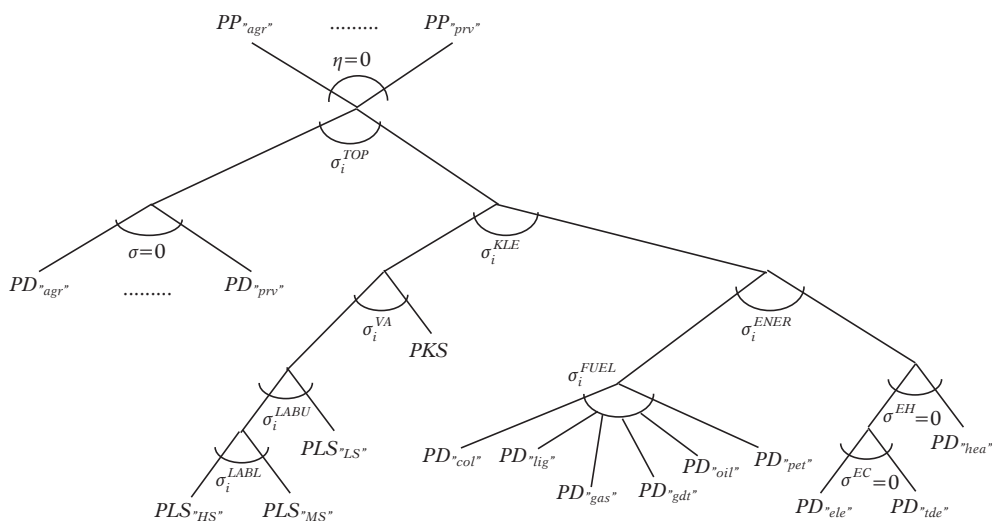 PP"agr" ......... PP"prv"
η=0
σ_i^TOP
σ=0
σ_i^KLE
PD"agr" ......... PD"prv"
σ_i^VA
σ_i^ENER
PKS
σ_i^FUEL
σ_i^LABU
σ^EH=0
PLS"LS"
PD"col" PD"lig" PD"oil" PD"pet" PD"hea"
σ_i^LABL
σ^EC=0
PD"gas" PD"gdt"
PLS"HS" PLS"MS" PD"ele" PD"tde"